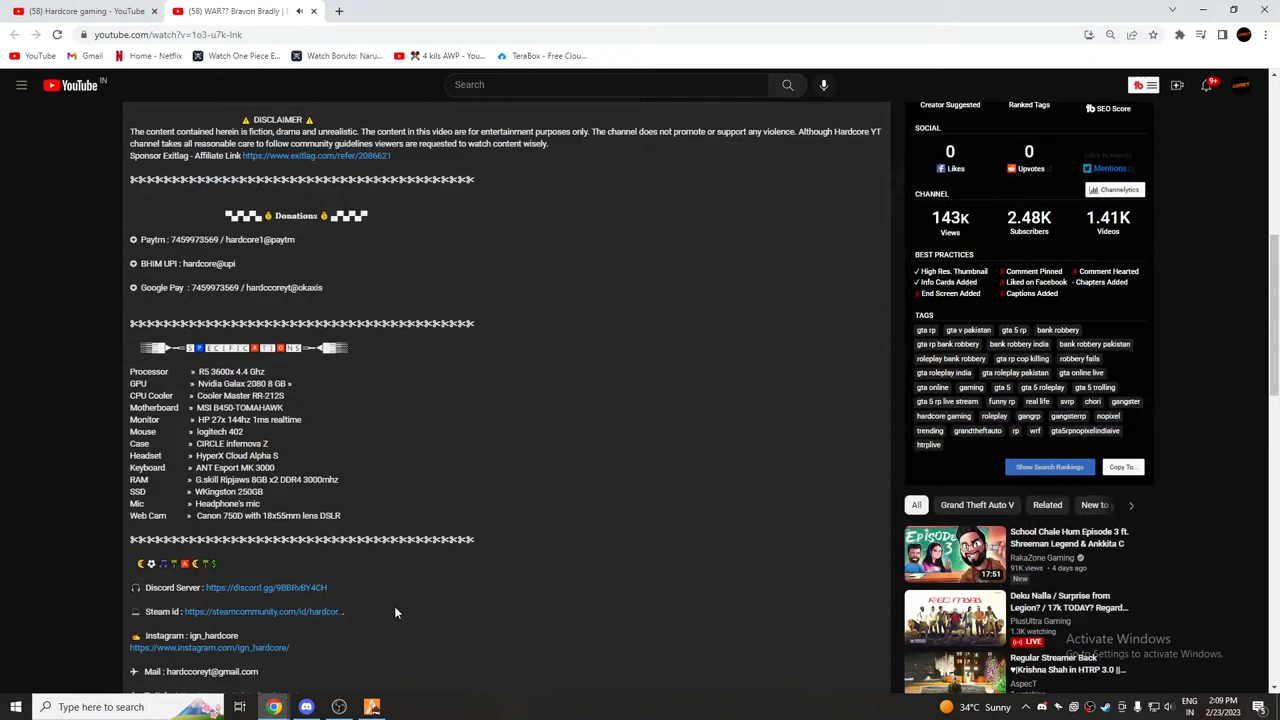 (58) Hardcore gaming - YouTube
(58) WAR?? Bravon Bradly |
youtube.com/watch?v=1o3-u7k-lnk
YouTube
Gmail
Home - Netflix
Watch One Piece E...
Watch Boruto: Naru...
4 kils AWP - You...
TeraBox - Free Clou...
YouTube IN
Search
9+
⚠ DISCLAIMER ⚠
The content contained herein is fiction, drama and unrealistic. The content in this video are for entertainment purposes only. The channel does not promote or support any violence. Although Hardcore YT
channel takes all reasonable care to follow community guidelines viewers are requested to watch content wisely.
Sponsor Exitlag - Affiliate Link https://www.exitlag.com/refer/2086621
Donations
✪ Paytm : 7459973569 / hardcore1@paytm
✪ BHIM UPI : hardcore@upi
✪ Google Pay : 7459973569 / hardccoreyt@okaxis
SPECIFICATIONS
Processor » R5 3600x 4.4 Ghz
GPU » Nvidia Galax 2080 8 GB »
CPU Cooler » Cooler Master RR-212S
Motherboard » MSI B450-TOMAHAWK
Monitor » HP 27x 144hz 1ms realtime
Mouse » logitech 402
Case » CIRCLE infernova Z
Headset » HyperX Cloud Alpha S
Keyboard » ANT Esport MK 3000
RAM » G.skill Ripjaws 8GB x2 DDR4 3000mhz
SSD » WKingston 250GB
Mic » Headphone's mic
Web Cam » Canon 750D with 18x55mm lens DSLR
Discord Server : https://discord.gg/9BBRvBY4CH
Steam id : https://steamcommunity.com/id/hardcor...
Instagram : ign_hardcore
https://www.instagram.com/ign_hardcore/
Mail : hardccoreyt@gmail.com
Creator Suggested Ranked Tags SEO Score
SOCIAL
0 0
Likes Upvotes Mentions
CHANNEL Channelytics
143K 2.48K 1.41K
Views Subscribers Videos
BEST PRACTICES
✓ High Res. Thumbnail ✗ Comment Pinned ✗ Comment Hearted
✓ Info Cards Added ✗ Liked on Facebook - Chapters Added
✗ End Screen Added ✗ Captions Added
TAGS
gta rp gta v pakistan gta 5 rp bank robbery
gta rp bank robbery bank robbery india bank robbery pakistan
roleplay bank robbery gta rp cop killing robbery fails
gta roleplay india gta roleplay pakistan gta online live
gta online gaming gta 5 gta 5 roleplay gta 5 trolling
gta 5 rp live stream funny rp real life svrp chori gangster
hardcore gaming roleplay gangrp gangsterrp nopixel
trending grandtheftauto rp wrf gta5rpnopixelindiaive
htrplive
Show Search Rankings Copy To...
All Grand Theft Auto V Related New to
EPISODE 3
17:51
School Chale Hum Episode 3 ft.
Shreeman Legend & Ankkita C
RakaZone Gaming
91K views • 4 days ago
New
Deku Nalla / Surprise from
Legion? / 17k TODAY? Regard...
PlusUltra Gaming
1.3K watching
LIVE
Regular Streamer Back
♥|Krishna Shah in HTRP 3.0 ||...
AspecT
Activate Windows
Go to Settings to activate Windows.
Type here to search
34°C Sunny
ENG
IN
2:09 PM
2/23/2023
5